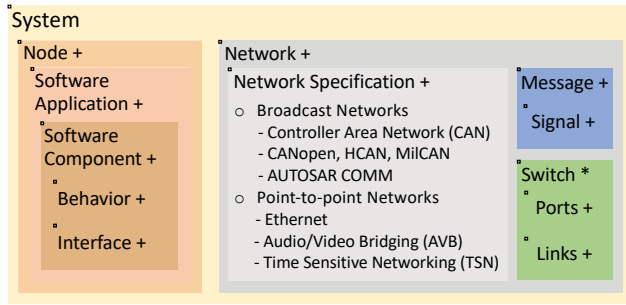 System
Node +
Software
Application +
Software
Component +
Behavior +
Interface +
Network +
Network Specification +
○ Broadcast Networks
- Controller Area Network (CAN)
- CANopen, HCAN, MilCAN
- AUTOSAR COMM
○ Point-to-point Networks
- Ethernet
- Audio/Video Bridging (AVB)
- Time Sensitive Networking (TSN)
Message +
Signal +
Switch *
Ports +
Links +